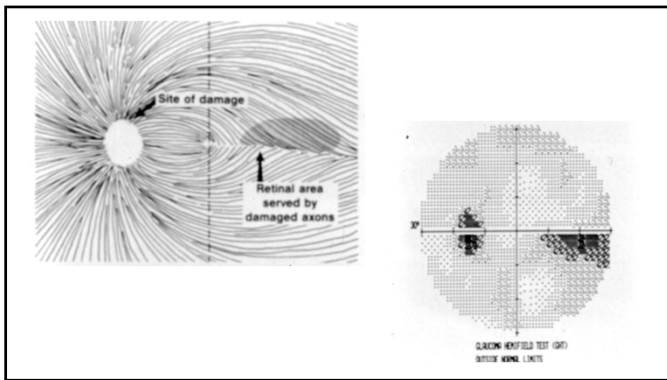 Site of damage
Retinal area
served by
damaged axons
30°
GLAUCOMA HEMIFIELD TEST (GHT)
OUTSIDE NORMAL LIMITS